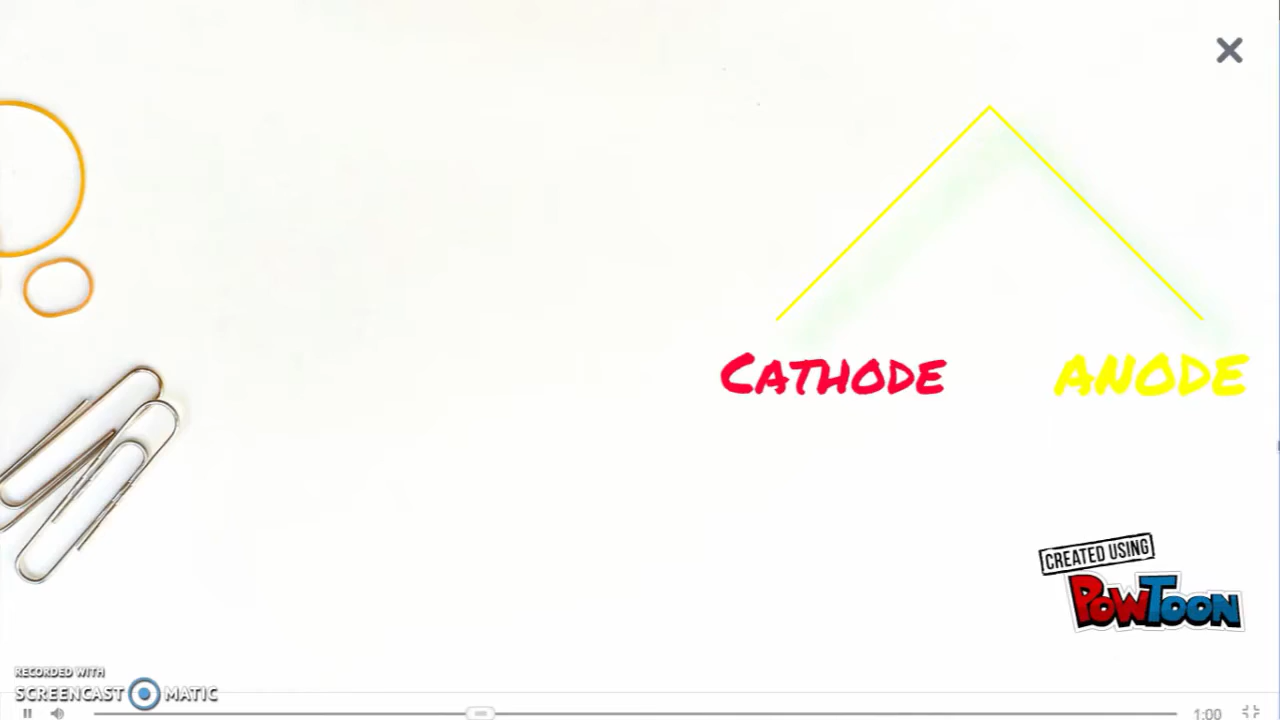 CATHODE
ANODE
CREATED USING
POWTOON
RECORDED WITH
SCREENCAST MATIC
1:00